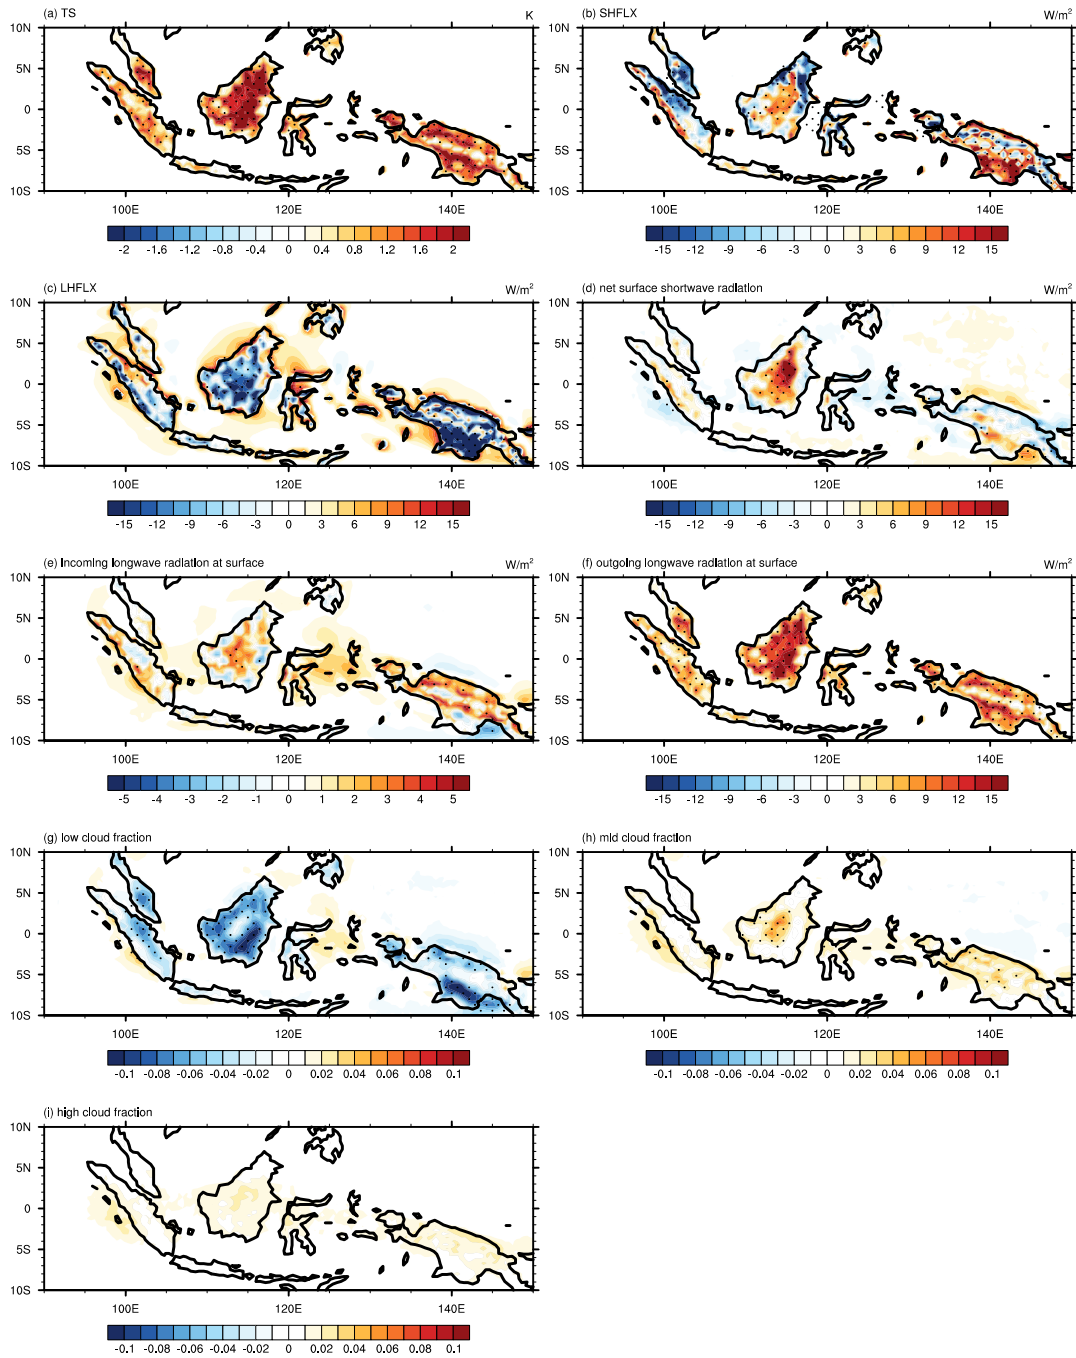 (a) TS K (b) SHFLX W/m²
10N 10N
5N 5N
0 0
5S 5S
10S 10S
100E 120E 140E 100E 120E 140E
-2 -1.6 -1.2 -0.8 -0.4 0 0.4 0.8 1.2 1.6 2 -15 -12 -9 -6 -3 0 3 6 9 12 15
(c) LHFLX W/m² (d) net surface shortwave radiation W/m²
10N 10N
5N 5N
0 0
5S 5S
10S 10S
100E 120E 140E 100E 120E 140E
-15 -12 -9 -6 -3 0 3 6 9 12 15 -15 -12 -9 -6 -3 0 3 6 9 12 15
(e) incoming longwave radiation at surface W/m² (f) outgoing longwave radiation at surface W/m²
10N 10N
5N 5N
0 0
5S 5S
10S 10S
100E 120E 140E 100E 120E 140E
-5 -4 -3 -2 -1 0 1 2 3 4 5 -15 -12 -9 -6 -3 0 3 6 9 12 15
(g) low cloud fraction (h) mid cloud fraction
10N 10N
5N 5N
0 0
5S 5S
10S 10S
100E 120E 140E 100E 120E 140E
-0.1 -0.08 -0.06 -0.04 -0.02 0 0.02 0.04 0.06 0.08 0.1 -0.1 -0.08 -0.06 -0.04 -0.02 0 0.02 0.04 0.06 0.08 0.1
(i) high cloud fraction
10N
5N
0
5S
10S
100E 120E 140E
-0.1 -0.08 -0.06 -0.04 -0.02 0 0.02 0.04 0.06 0.08 0.1